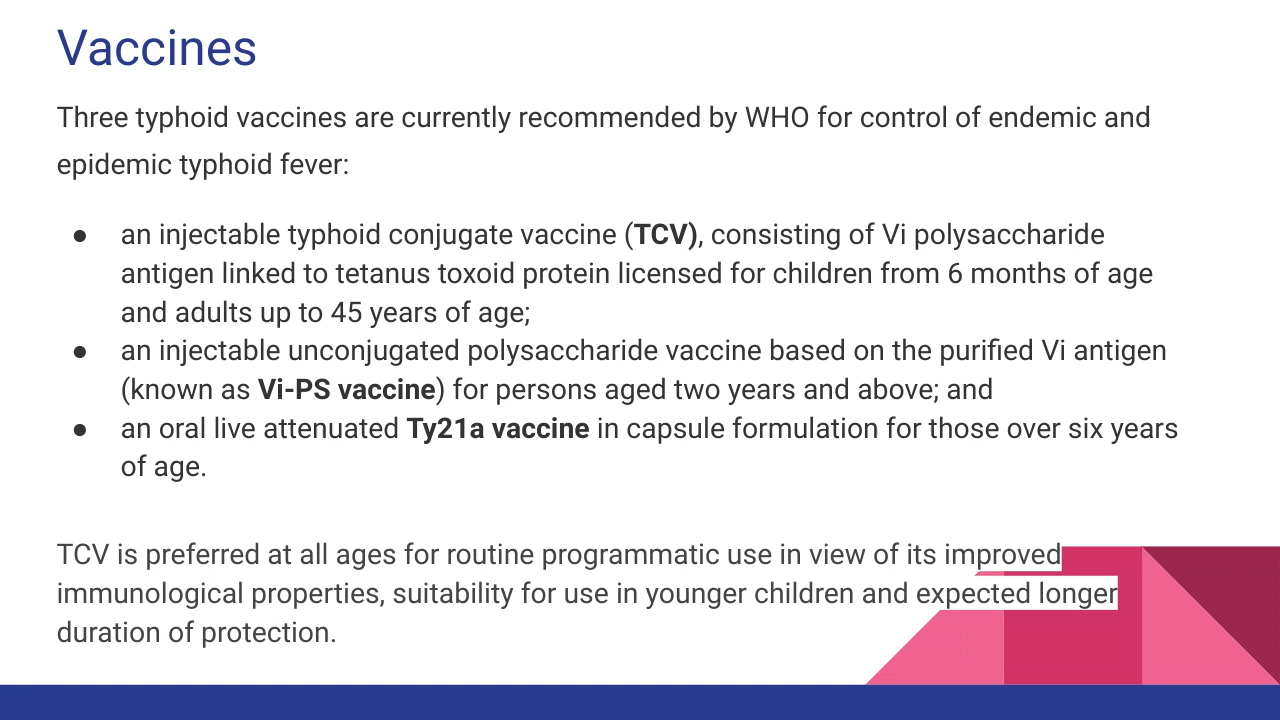 Vaccines
Three typhoid vaccines are currently recommended by WHO for control of endemic and
epidemic typhoid fever:
● an injectable typhoid conjugate vaccine (TCV), consisting of Vi polysaccharide
antigen linked to tetanus toxoid protein licensed for children from 6 months of age
and adults up to 45 years of age;
● an injectable unconjugated polysaccharide vaccine based on the purified Vi antigen
(known as Vi-PS vaccine) for persons aged two years and above; and
● an oral live attenuated Ty21a vaccine in capsule formulation for those over six years
of age.
TCV is preferred at all ages for routine programmatic use in view of its improved
immunological properties, suitability for use in younger children and expected longer
duration of protection.